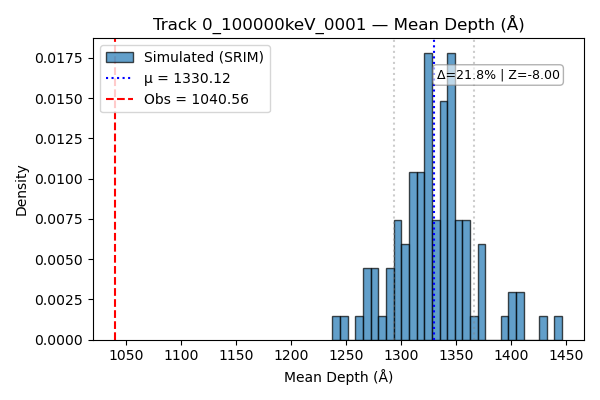 Track 0_100000keV_0001 — Mean Depth (Å)
Simulated (SRIM)
μ = 1330.12
Obs = 1040.56
Δ=21.8% | Z=-8.00
Density
0.0175
0.0150
0.0125
0.0100
0.0075
0.0050
0.0025
0.0000
1050 1100 1150 1200 1250 1300 1350 1400 1450
Mean Depth (Å)